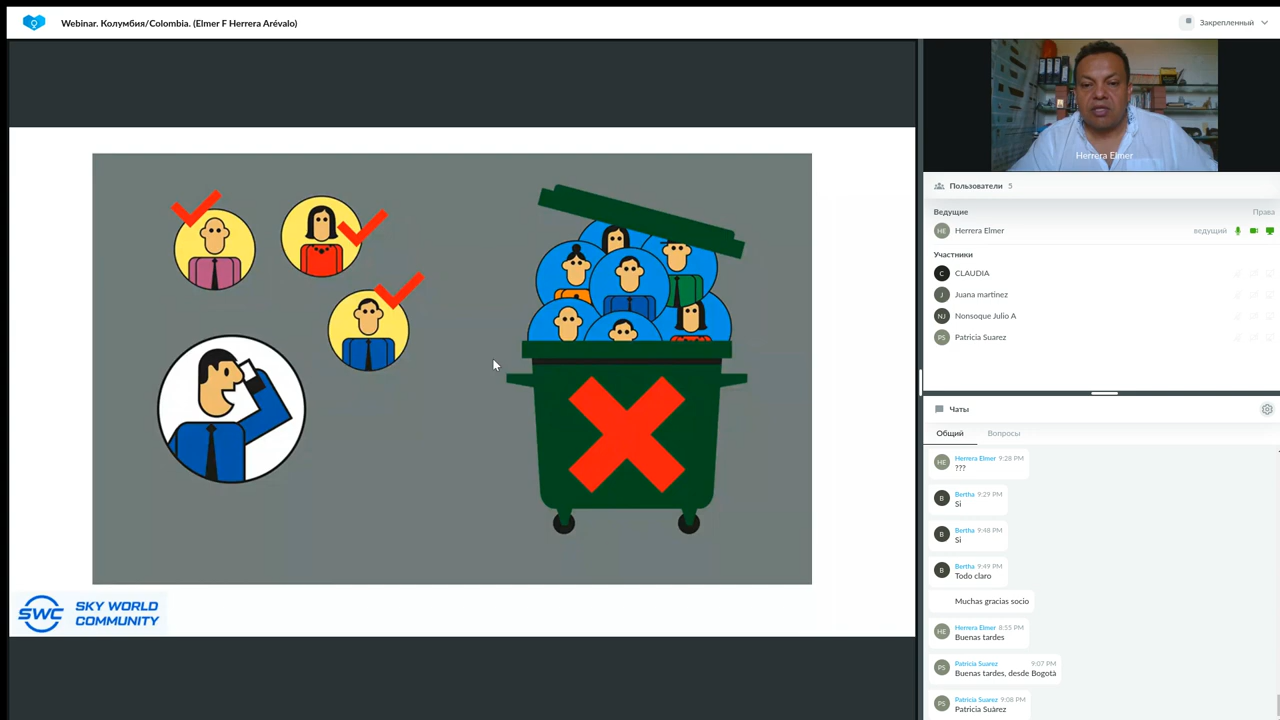 Webinar. Колумбия/Colombia. (Elmer F Herrera Arévalo)
Закрепленный
SWC SKY WORLD
COMMUNITY
Herrera Elmer
Пользователи 5
Ведущие Права
HE Herrera Elmer ведущий
Участники
C CLAUDIA
J Juana martinez
NJ Nonsoque Julio A
PS Patricia Suarez
Чаты
Общий Вопросы
HE Herrera Elmer 9:28 PM
???
B Bertha 9:29 PM
Si
B Bertha 9:48 PM
Si
B Bertha 9:49 PM
Todo claro
Muchas gracias socio
HE Herrera Elmer 8:55 PM
Buenas tardes
PS Patricia Suarez 9:07 PM
Buenas tardes, desde Bogotà
PS Patricia Suarez 9:08 PM
Patricia Suàrez